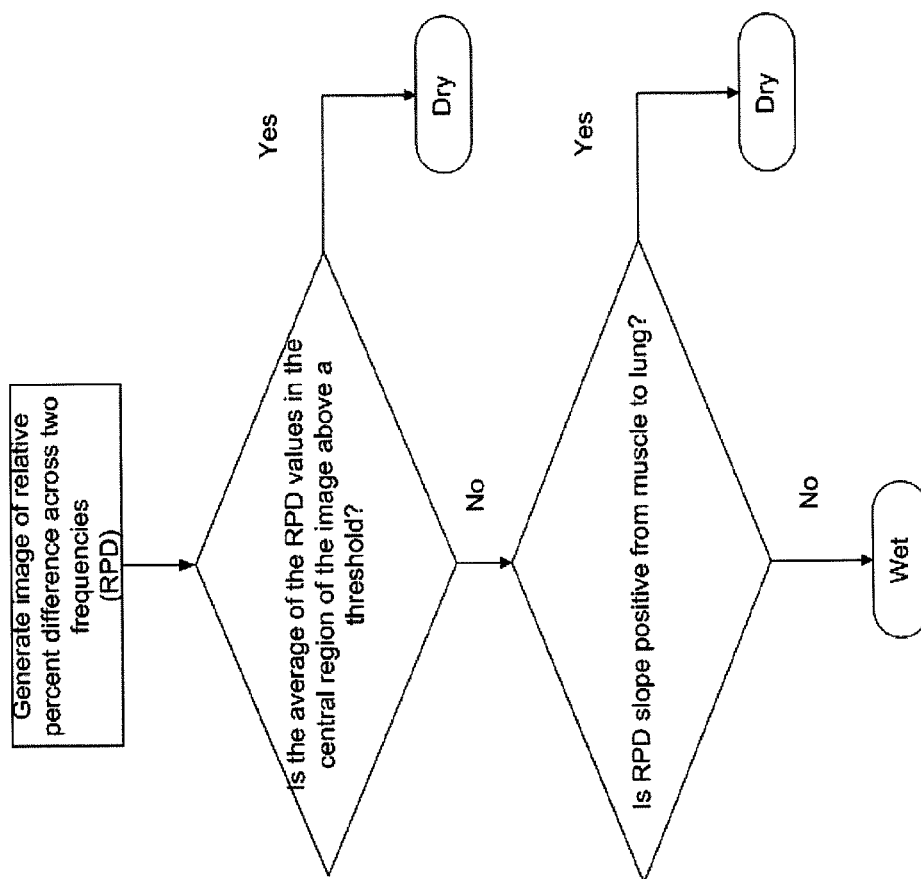 Generate image of relative
percent difference across two
frequencies
(RPD)
Is the average of the RPD values in the
central region of the image above a
threshold?
Yes
Dry
No
Is RPD slope positive from muscle to lung?
Yes
Dry
No
Wet